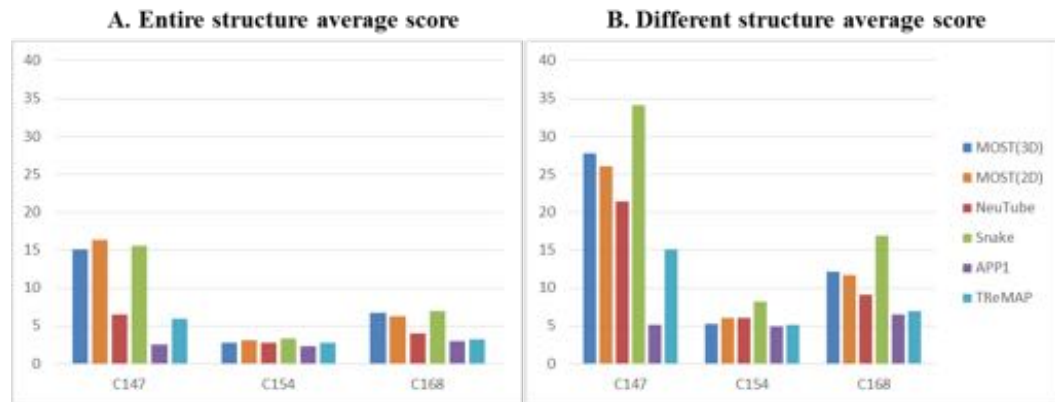 A. Entire structure average score
B. Different structure average score
40
35
30
25
20
15
10
5
0
C147
C154
C168
40
35
30
25
20
15
10
5
0
C147
C154
C168
MOST(3D)
MOST(2D)
NeuTube
Snake
APP1
TReMAP